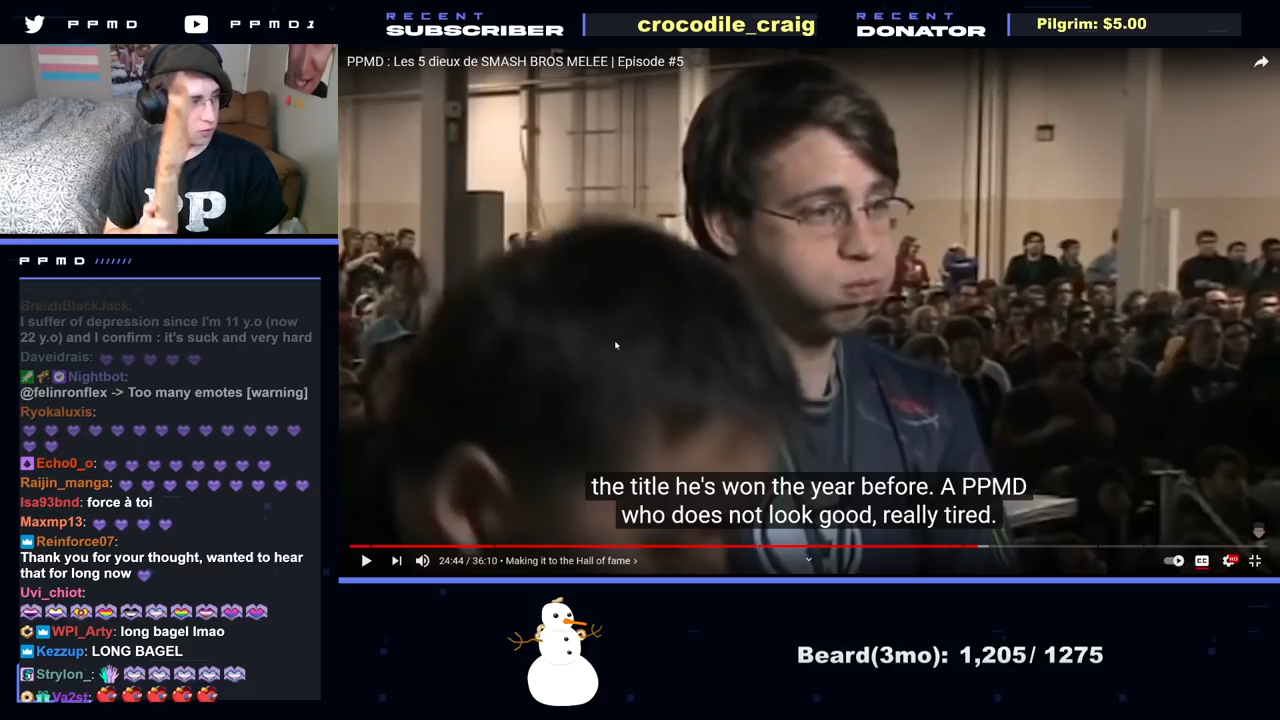 PPMD
PPMD1
RECENT
SUBSCRIBER
crocodile_craig
RECENT
DONATOR
Pilgrim: $5.00
PPMD : Les 5 dieux de SMASH BROS MELEE | Episode #5
PP
PPMD ///////
BreizhBlackJack:
I suffer of depression since I'm 11 y.o (now
22 y.o) and I confirm : it's suck and very hard
Daveidrais:
Nightbot:
@felinronflex -> Too many emotes [warning]
Ryokaluxis:
Echo0_o:
Raijin_manga:
Isa93bnd: force à toi
Maxmp13:
Reinforce07:
Thank you for your thought, wanted to hear
that for long now
Uvi_chiot:
WPI_Arty: long bagel lmao
Kezzup: LONG BAGEL
Strylon_:
Va2st:
the title he's won the year before. A PPMD
who does not look good, really tired.
24:44 / 36:10 • Making it to the Hall of fame ›
CC
HD
Beard(3mo): 1,205/ 1275